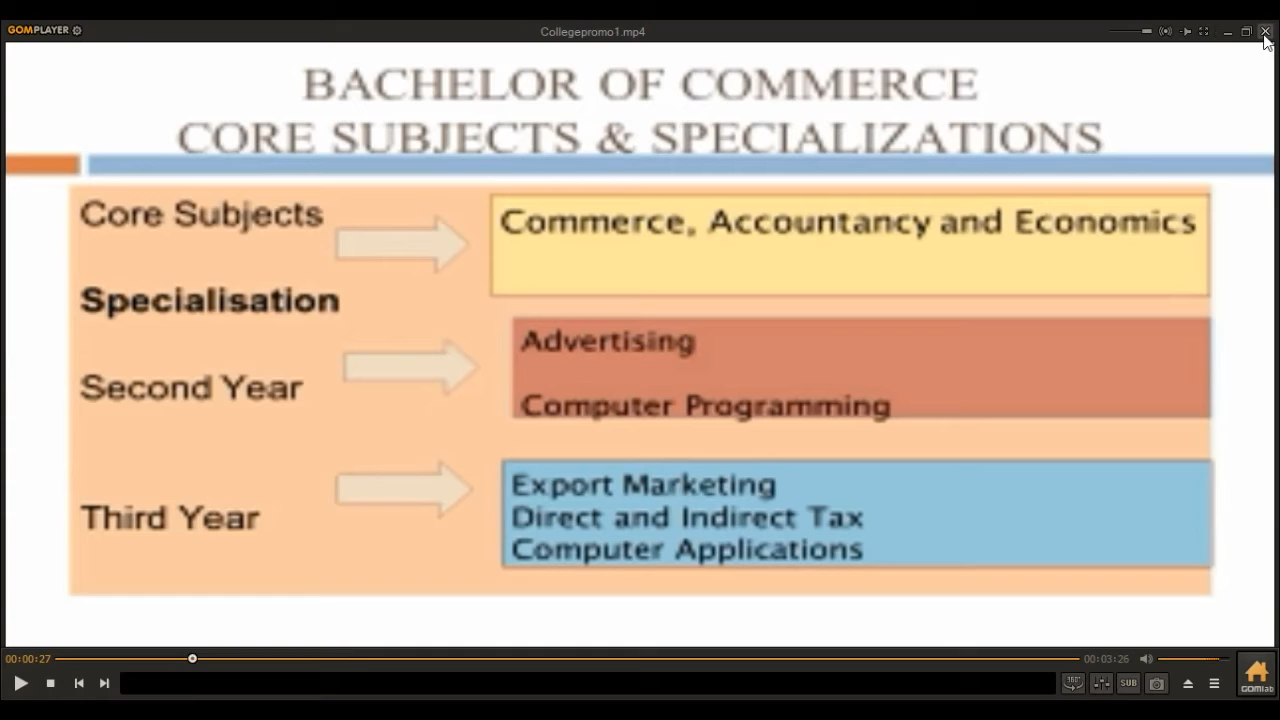 GOMPLAYER
Collegepromo1.mp4
BACHELOR OF COMMERCE
CORE SUBJECTS & SPECIALIZATIONS
Core Subjects
Commerce, Accountancy and Economics
Specialisation
Second Year
Advertising
Computer Programming
Third Year
Export Marketing
Direct and Indirect Tax
Computer Applications
00:00:27
00:03:26
360°
SUB
GOMlab